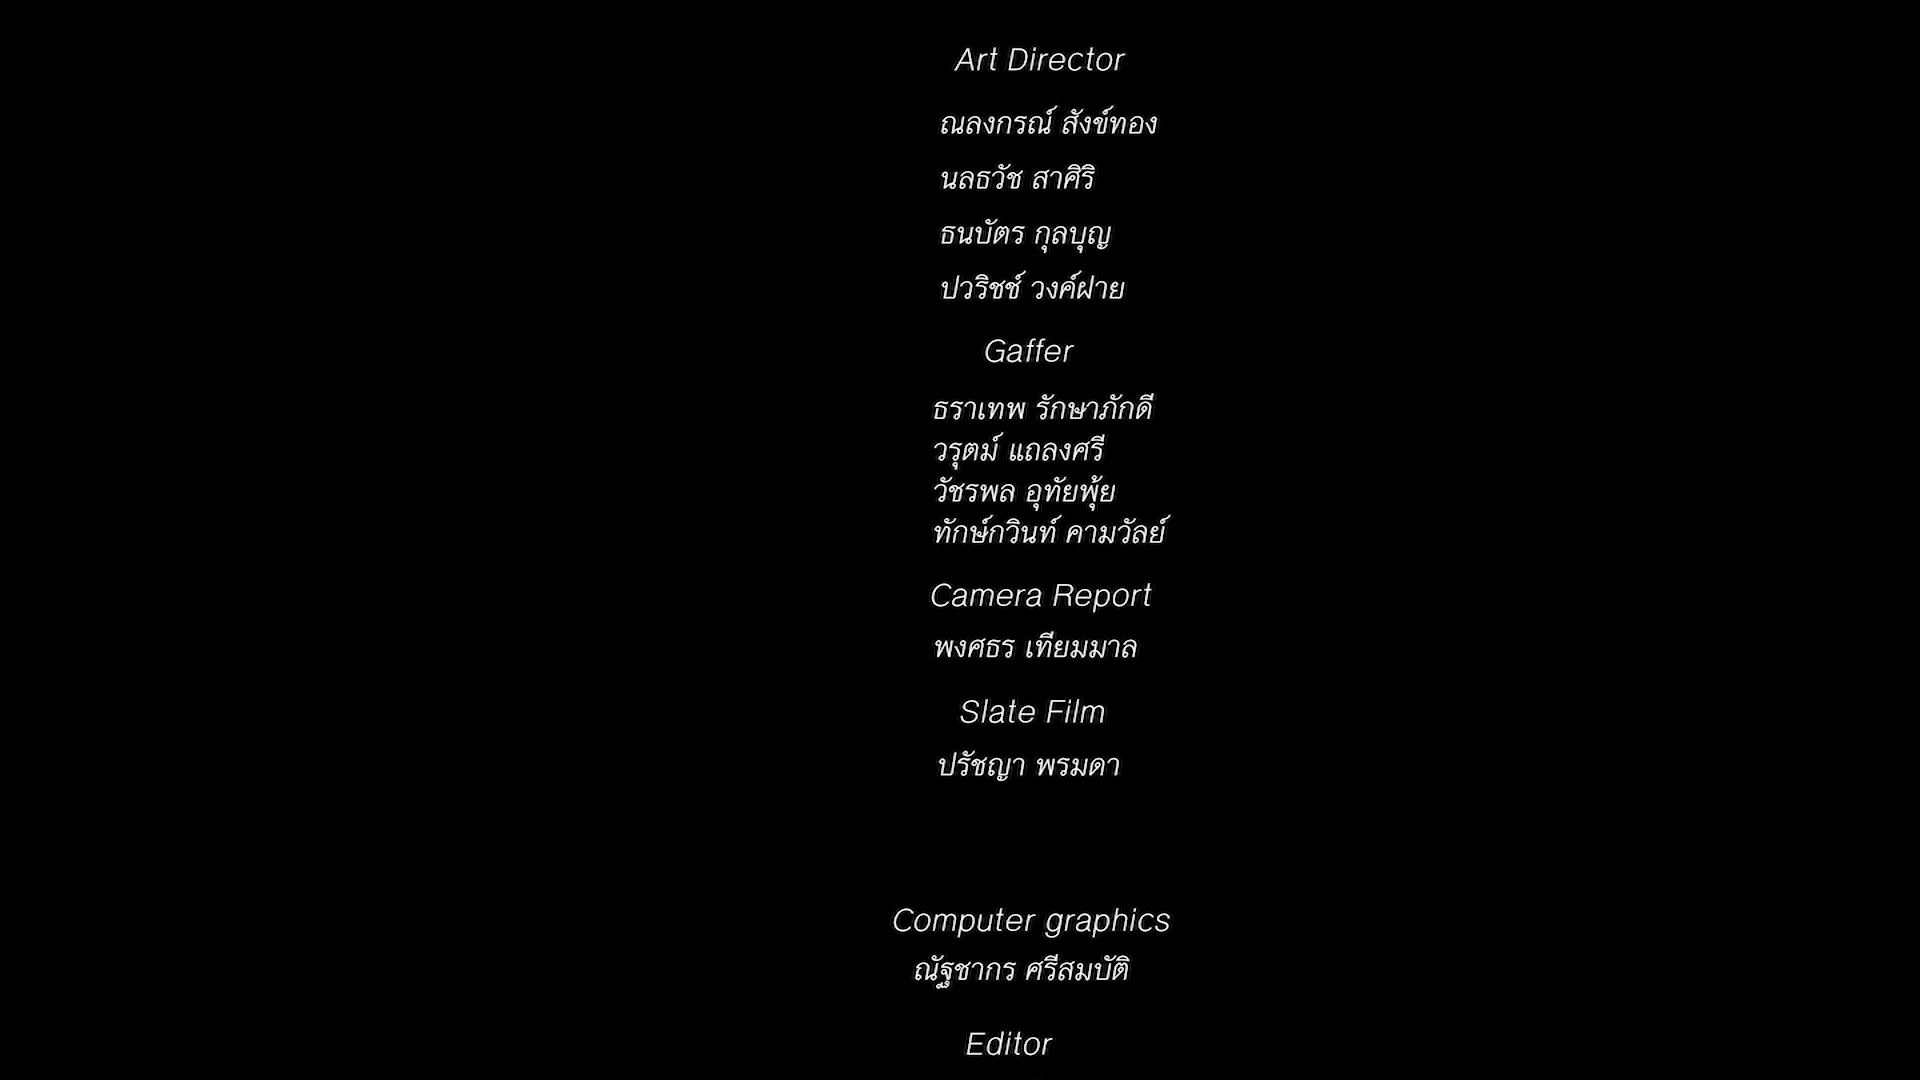 Art Director
ณลงกรณ์ สังข์ทอง
นลธวัช สาศิริ
ธนบัตร กุลบุญ
ปวริชช์ วงค์ฝาย
Gaffer
ธราเทพ รักษาภักดี
วรุตม์ แถลงศรี
วัชรพล อุทัยพุ้ย
ทักษ์กวินท์ คามวัลย์
Camera Report
พงศธร เทียมมาล
Slate Film
ปรัชญา พรมดา
Computer graphics
ณัฐชากร ศรีสมบัติ
Editor